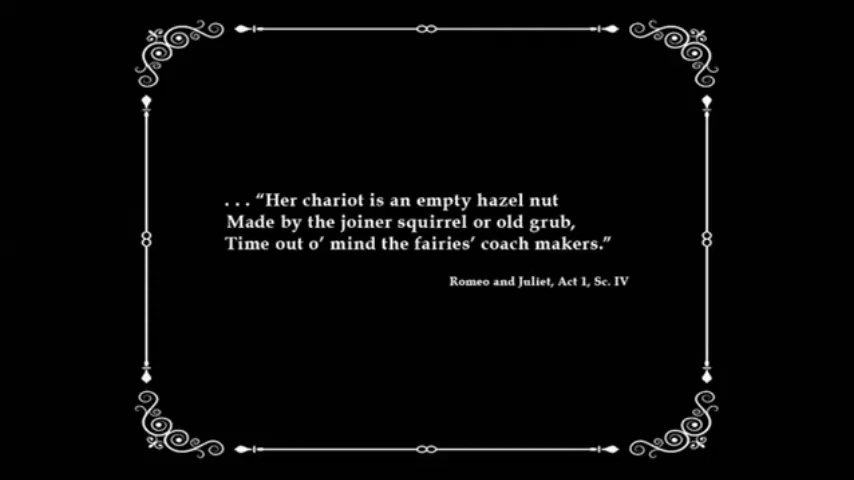 . . . “Her chariot is an empty hazel nut
Made by the joiner squirrel or old grub,
Time out o’ mind the fairies’ coach makers.”
Romeo and Juliet, Act 1, Sc. IV